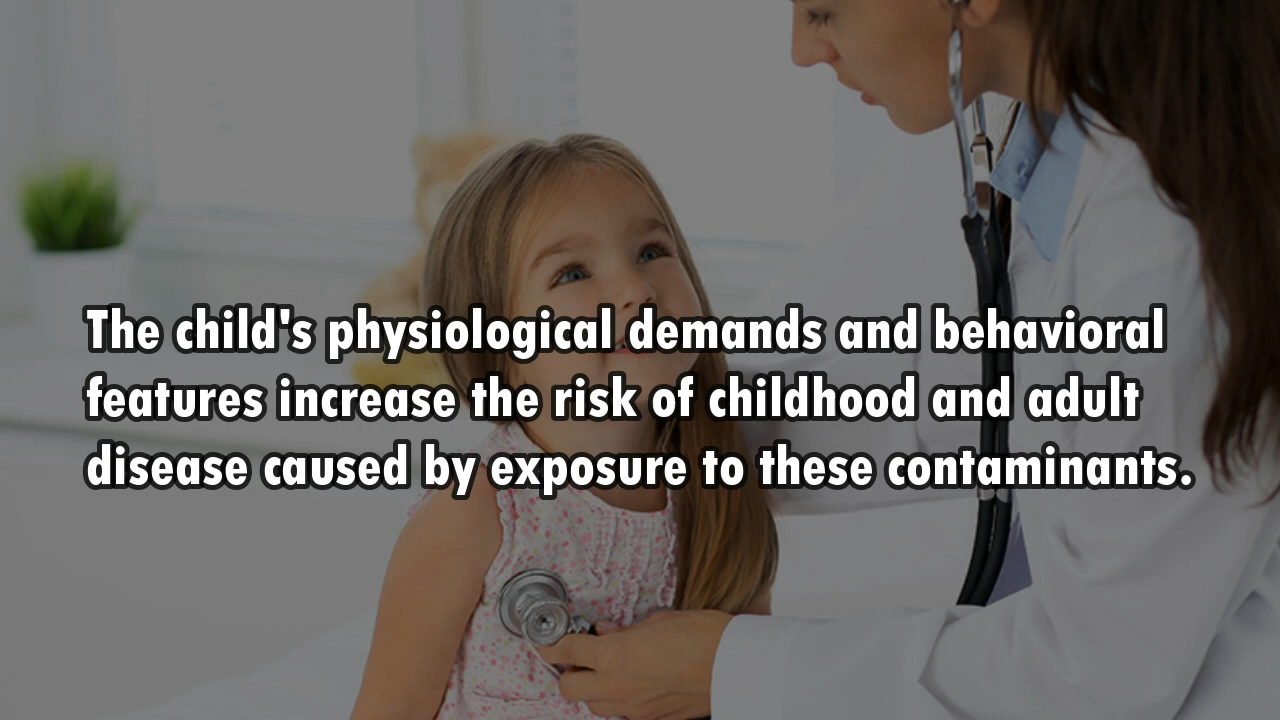 The child's physiological demands and behavioral
features increase the risk of childhood and adult
disease caused by exposure to these contaminants.